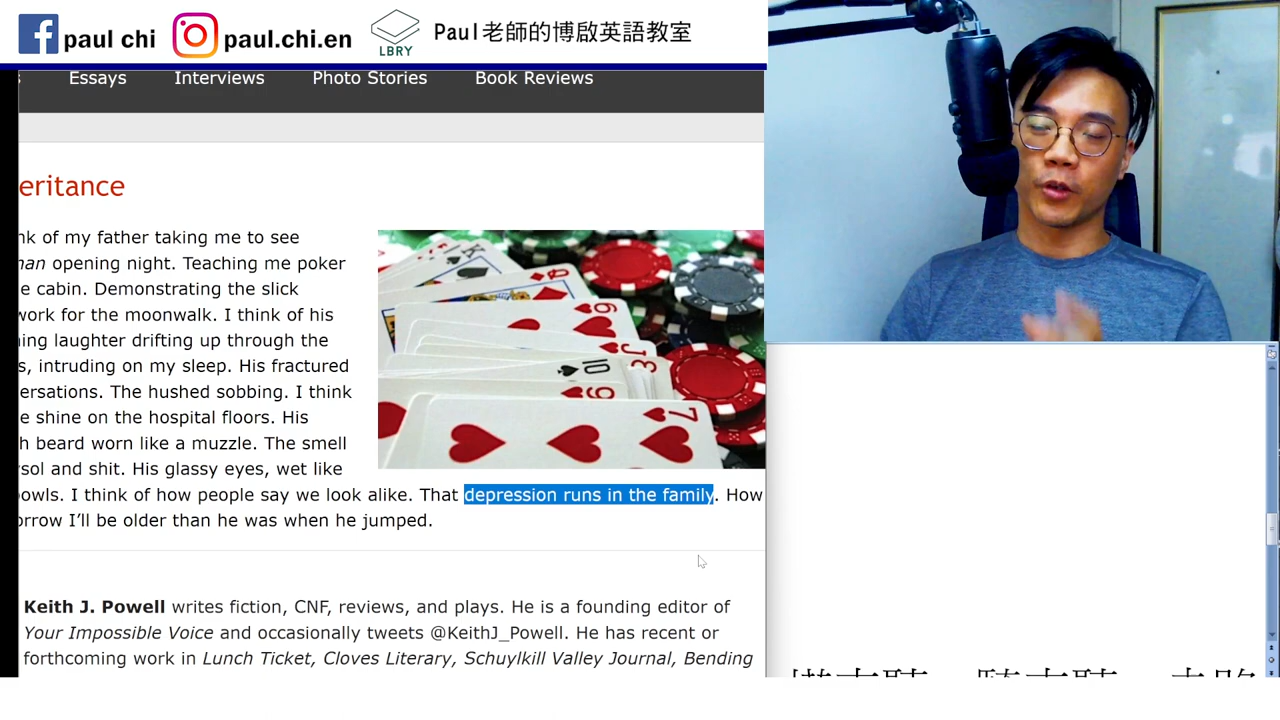 paul chi
paul.chi.en
LBRY
Paul老師的博啟英語教室
s Essays Interviews Photo Stories Book Reviews
eritance
nk of my father taking me to see
nan opening night. Teaching me poker
e cabin. Demonstrating the slick
work for the moonwalk. I think of his
ing laughter drifting up through the
s, intruding on my sleep. His fractured
ersations. The hushed sobbing. I think
e shine on the hospital floors. His
h beard worn like a muzzle. The smell
ysol and shit. His glassy eyes, wet like
bowls. I think of how people say we look alike. That depression runs in the family. How
orrow I'll be older than he was when he jumped.
Keith J. Powell writes fiction, CNF, reviews, and plays. He is a founding editor of
Your Impossible Voice and occasionally tweets @KeithJ_Powell. He has recent or
forthcoming work in Lunch Ticket, Cloves Literary, Schuylkill Valley Journal, Bending